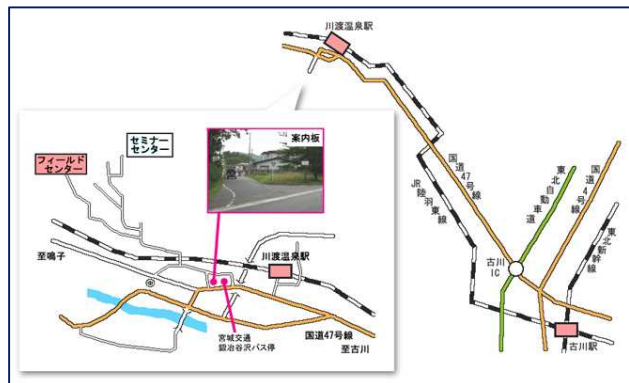 川渡温泉駅
国道47号線
JR陸羽東線
東北自動車道
国道4号線
東北新幹線
古川
IC
古川駅
セミナー
センター
フィールド
センター
案内板
至鳴子
川渡温泉駅
宮城交通
鍛冶谷沢バス停
国道47号線
至古川